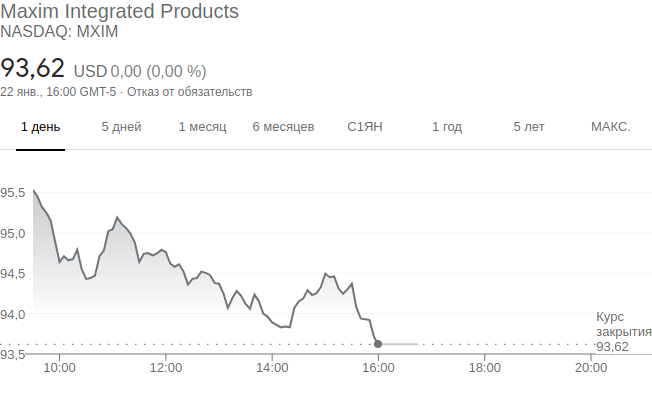 Maxim Integrated Products
NASDAQ: MXIM
93,62 USD 0,00 (0,00 %)
22 янв., 16:00 GMT-5 · Отказ от обязательств
1 день 5 дней 1 месяц 6 месяцев С1ЯН 1 год 5 лет МАКС.
95,5
95,0
94,5
94,0
Курс
закрытия
93,62
93,5
10:00 12:00 14:00 16:00 18:00 20:00